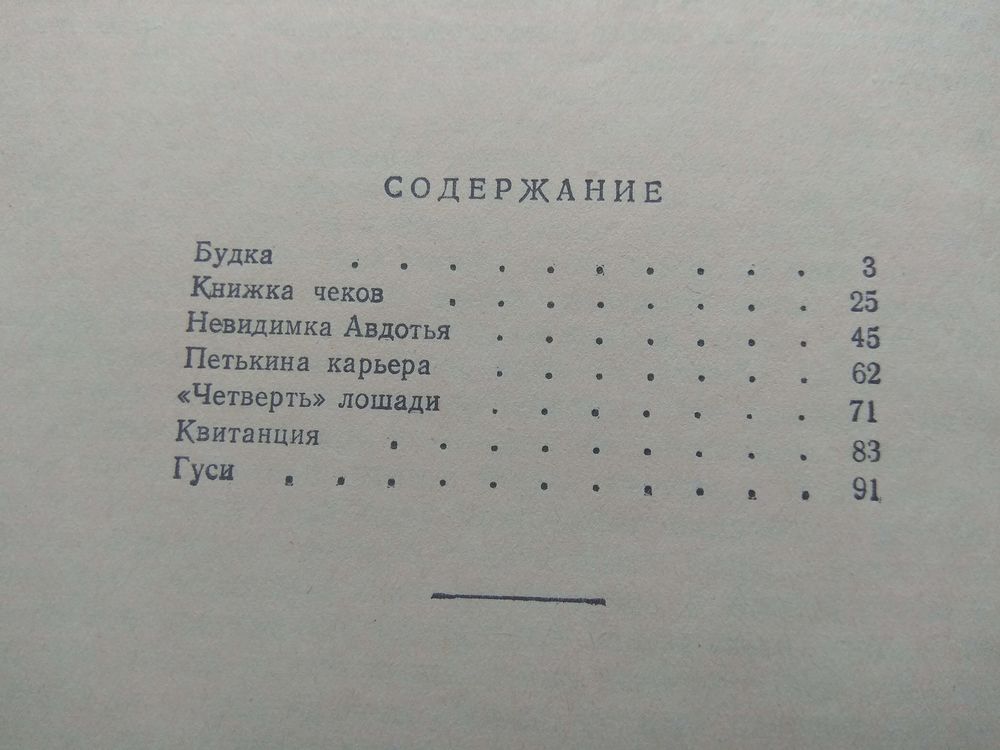 СОДЕРЖАНИЕ
Будка . . . . . . . . . . 3
Книжка чеков . . . . . . . . 25
Невидимка Авдотья . . . . . . . 45
Петькина карьера . . . . . . . 62
«Четверть» лошади . . . . . . . 71
Квитанция . . . . . . . . . 83
Гуси . . . . . . . . . . . 91